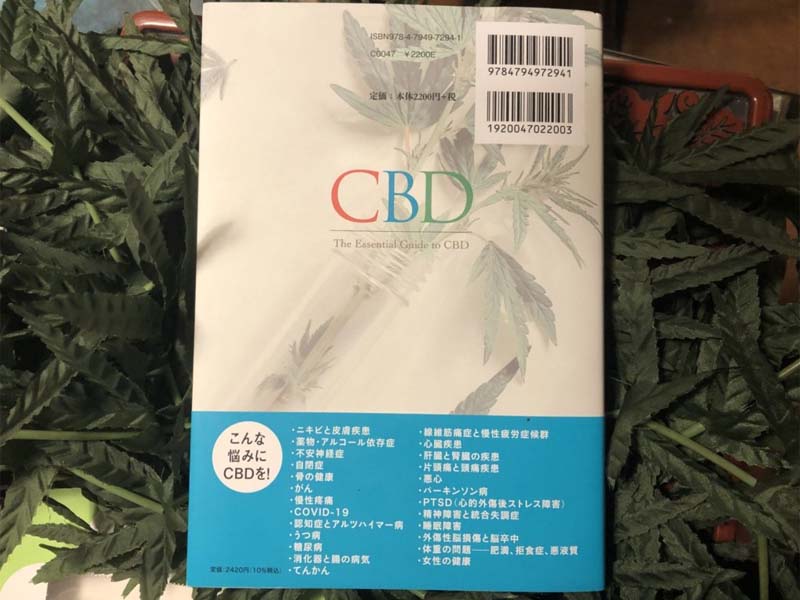 ISBN978-4-7949-7294-1
C0047 ¥2200E
定価:本体2200円+税
9784794972941
1920047022003
CBD
The Essential Guide to CBD
こんな
悩みに
CBDを!
・ニキビと皮膚疾患
・薬物・アルコール依存症
・不安神経症
・自閉症
・骨の健康
・がん
・慢性疼痛
・COVID-19
・認知症とアルツハイマー病
・うつ病
・糖尿病
・消化器と腸の病気
・てんかん
・線維筋痛症と慢性疲労症候群
・心臓疾患
・肝臓と腎臓の疾患
・片頭痛と頭痛疾患
・悪心
・パーキンソン病
・PTSD(心的外傷後ストレス障害)
・精神障害と統合失調症
・睡眠障害
・外傷性脳損傷と脳卒中
・体重の問題——肥満、拒食症、悪液質
・女性の健康
定価:2420円(10%税込)